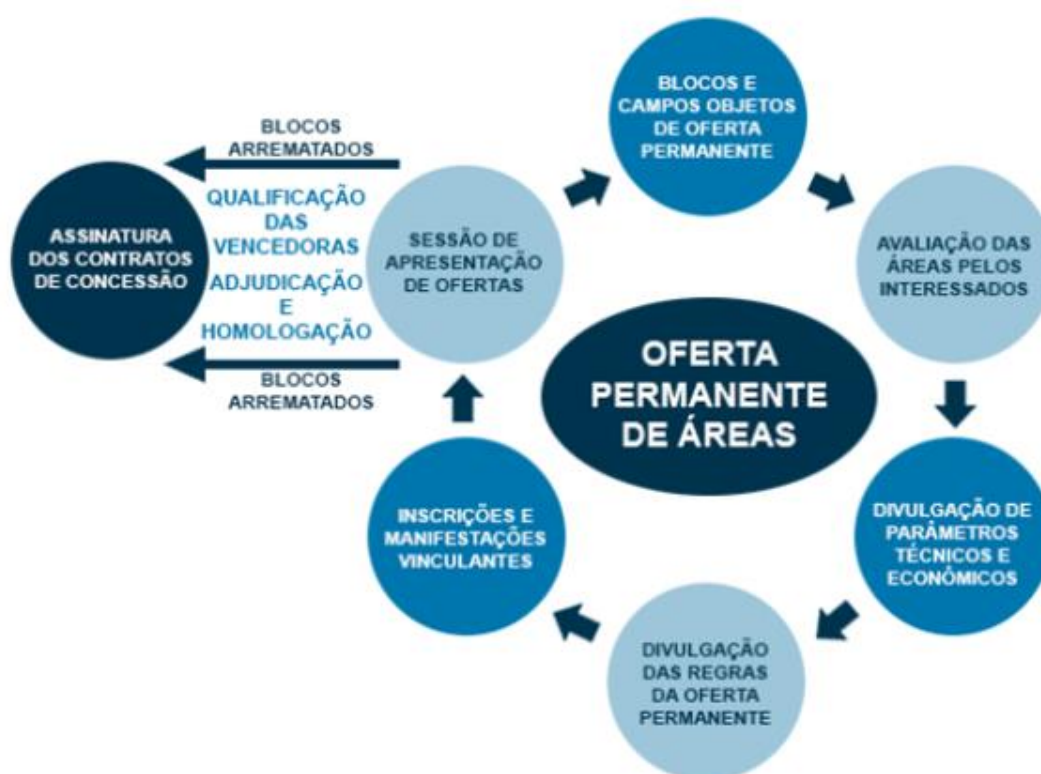 BLOCOS E
CAMPOS OBJETOS
DE OFERTA
PERMANENTE
BLOCOS
ARREMATADOS
QUALIFICAÇÃO
DAS
VENCEDORAS
ADJUDICAÇÃO
E
HOMOLOGAÇÃO
BLOCOS
ARREMATADOS
ASSINATURA
DOS CONTRATOS
DE CONCESSÃO
SESSÃO DE
APRESENTAÇÃO
DE OFERTAS
AVALIAÇÃO DAS
ÁREAS PELOS
INTERESSADOS
OFERTA
PERMANENTE
DE ÁREAS
INSCRIÇÕES E
MANIFESTAÇÕES
VINCULANTES
DIVULGAÇÃO DE
PARÂMETROS
TÉCNICOS E
ECONÔMICOS
DIVULGAÇÃO
DAS REGRAS
DA OFERTA
PERMANENTE